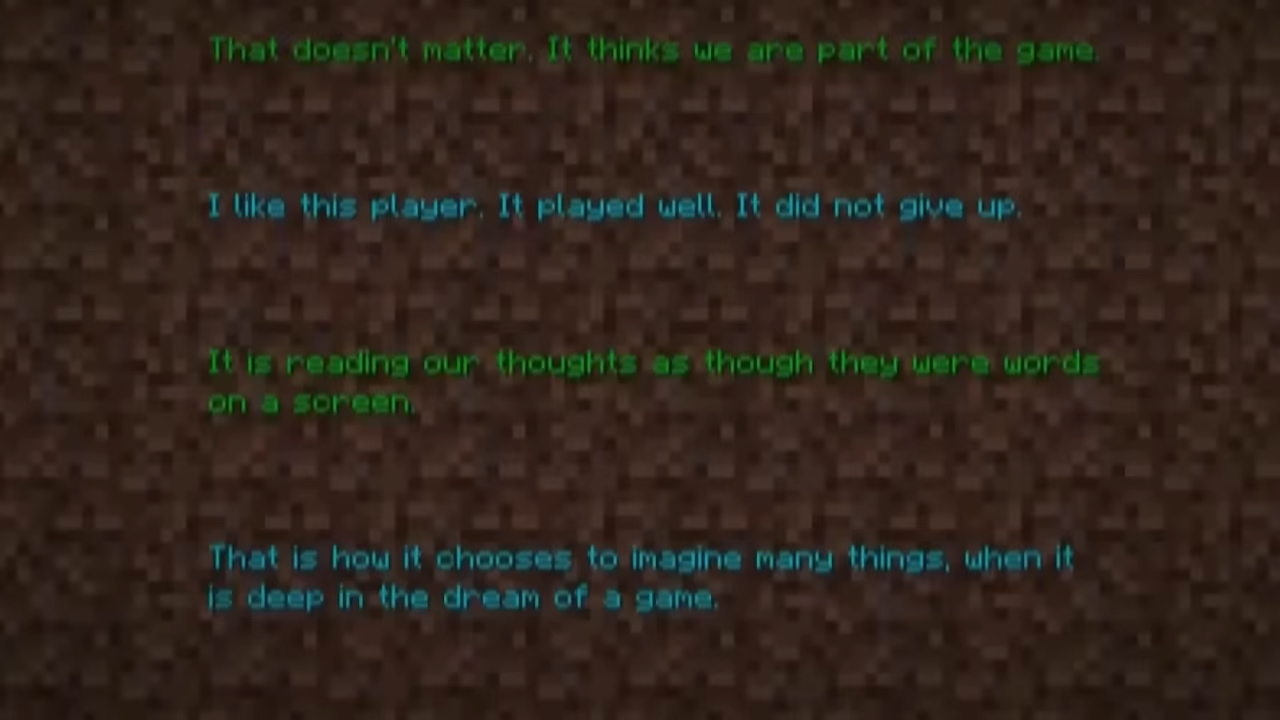 That doesn't matter. It thinks we are part of the game.
I like this player. It played well. It did not give up.
It is reading our thoughts as though they were words
on a screen.
That is how it chooses to imagine many things, when it
is deep in the dream of a game.